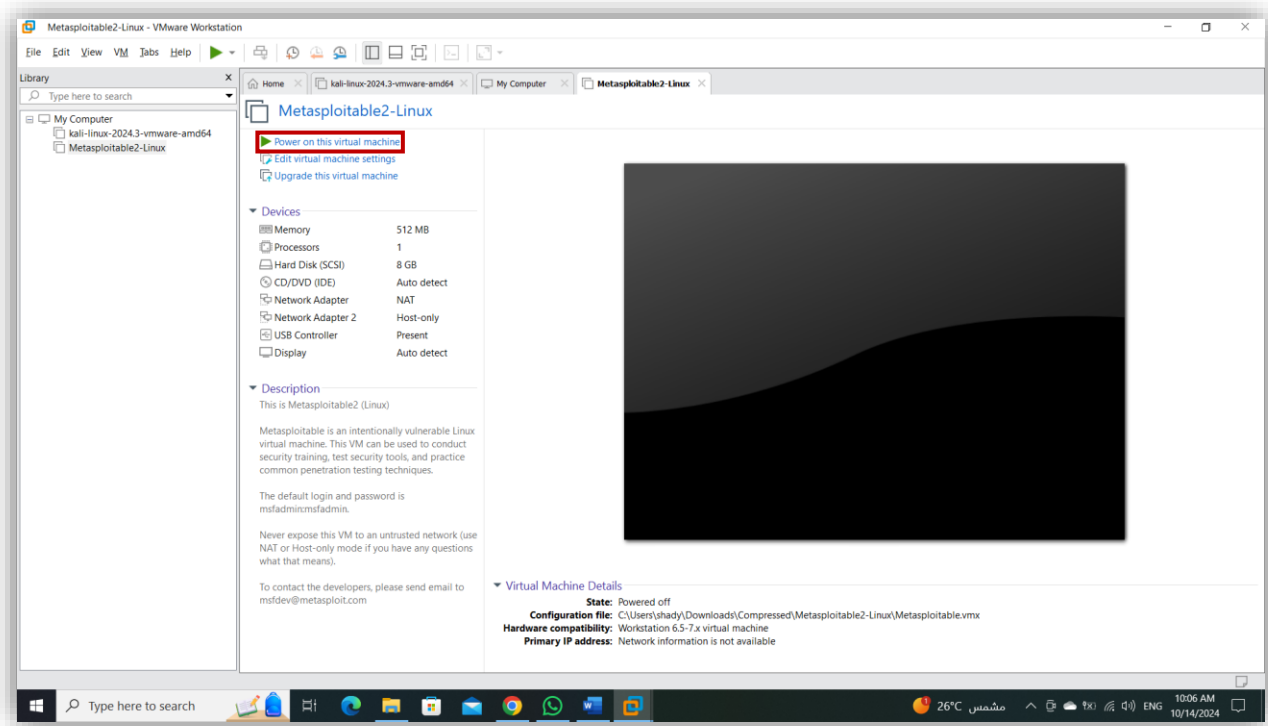 Metasploitable2-Linux - VMware Workstation
File Edit View VM Tabs Help
Library
Type here to search
My Computer
kali-linux-2024.3-vmware-amd64
Metasploitable2-Linux
Home
kali-linux-2024.3-vmware-amd64
My Computer
Metasploitable2-Linux
Metasploitable2-Linux
Power on this virtual machine
Edit virtual machine settings
Upgrade this virtual machine
Devices
Memory 512 MB
Processors 1
Hard Disk (SCSI) 8 GB
CD/DVD (IDE) Auto detect
Network Adapter NAT
Network Adapter 2 Host-only
USB Controller Present
Display Auto detect
Description
This is Metasploitable2 (Linux)
Metasploitable is an intentionally vulnerable Linux
virtual machine. This VM can be used to conduct
security training, test security tools, and practice
common penetration testing techniques.
The default login and password is
msfadmin:msfadmin.
Never expose this VM to an untrusted network (use
NAT or Host-only mode if you have any questions
what that means).
To contact the developers, please send email to
msfdev@metasploit.com
Virtual Machine Details
State: Powered off
Configuration file: C:\Users\shady\Downloads\Compressed\Metasploitable2-Linux\Metasploitable.vmx
Hardware compatibility: Workstation 6.5-7.x virtual machine
Primary IP address: Network information is not available
Type here to search
26°C مشمس
ENG
10:06 AM
10/14/2024